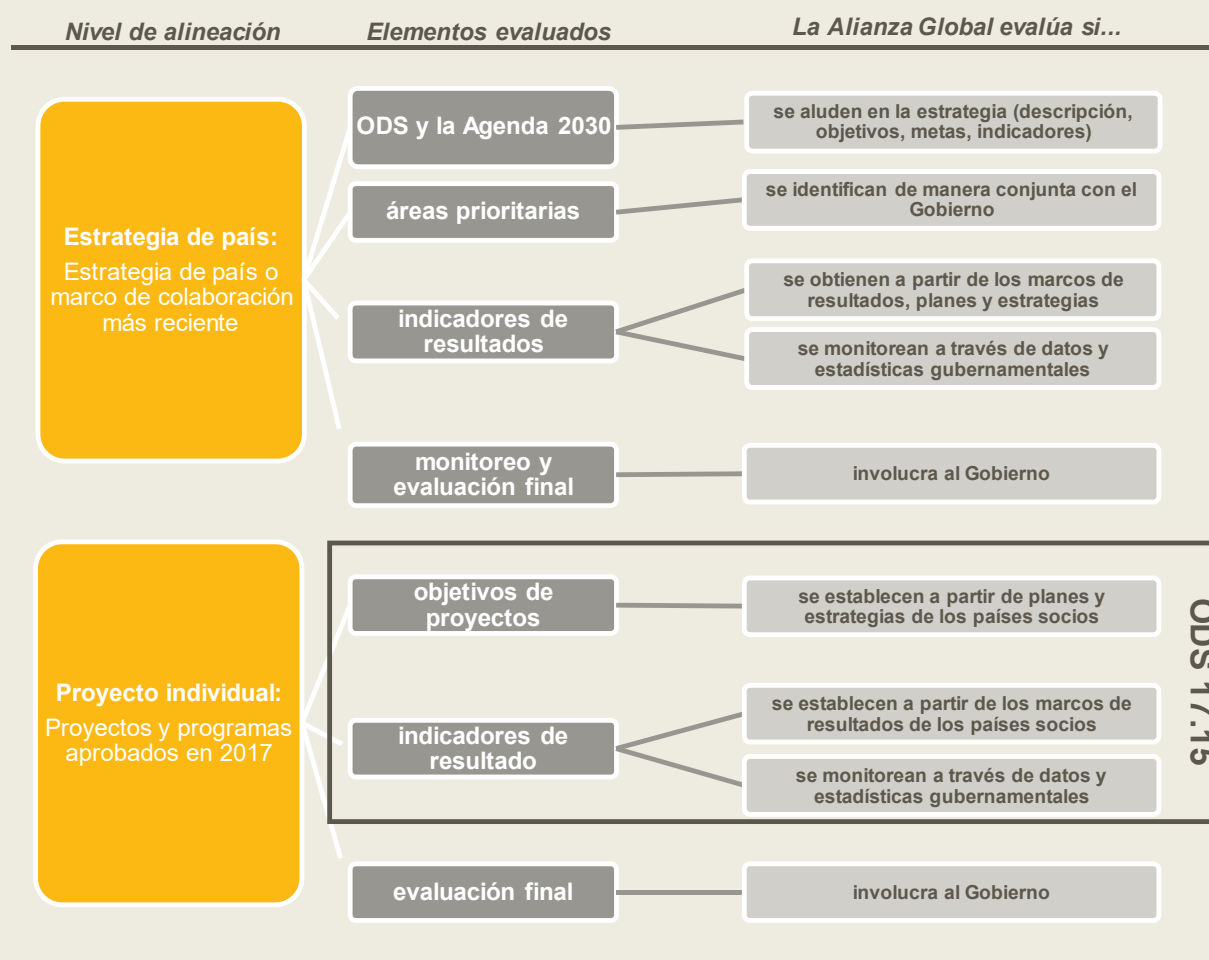 Nivel de alineación
Elementos evaluados
La Alianza Global evalúa si...
Estrategia de país:
Estrategia de país o
marco de colaboración
más reciente
ODS y la Agenda 2030
se aluden en la estrategia (descripción,
objetivos, metas, indicadores)
áreas prioritarias
se identifican de manera conjunta con el
Gobierno
indicadores de
resultados
se obtienen a partir de los marcos de
resultados, planes y estrategias
se monitorean a través de datos y
estadísticas gubernamentales
monitoreo y
evaluación final
involucra al Gobierno
Proyecto individual:
Proyectos y programas
aprobados en 2017
objetivos de
proyectos
se establecen a partir de planes y
estrategias de los países socios
indicadores de
resultado
se establecen a partir de los marcos de
resultados de los países socios
se monitorean a través de datos y
estadísticas gubernamentales
ODS 17.15
evaluación final
involucra al Gobierno